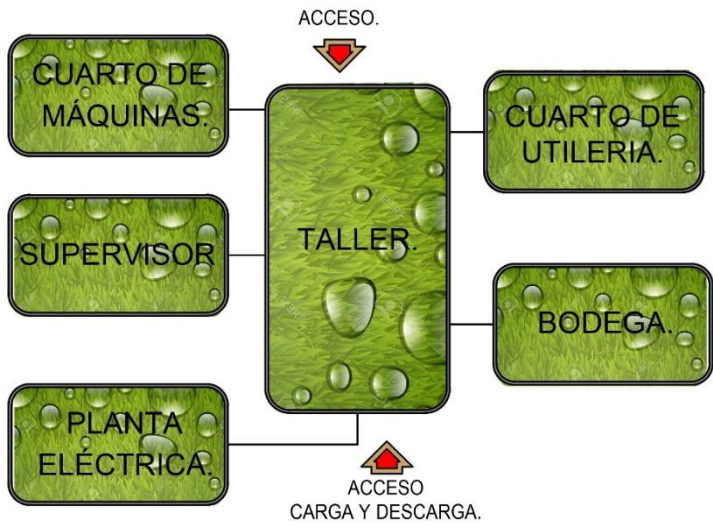 ACCESO.
CUARTO DE
MÁQUINAS.
CUARTO DE
UTILERIA.
SUPERVISOR
TALLER.
BODEGA.
PLANTA
ELÉCTRICA.
ACCESO
CARGA Y DESCARGA.